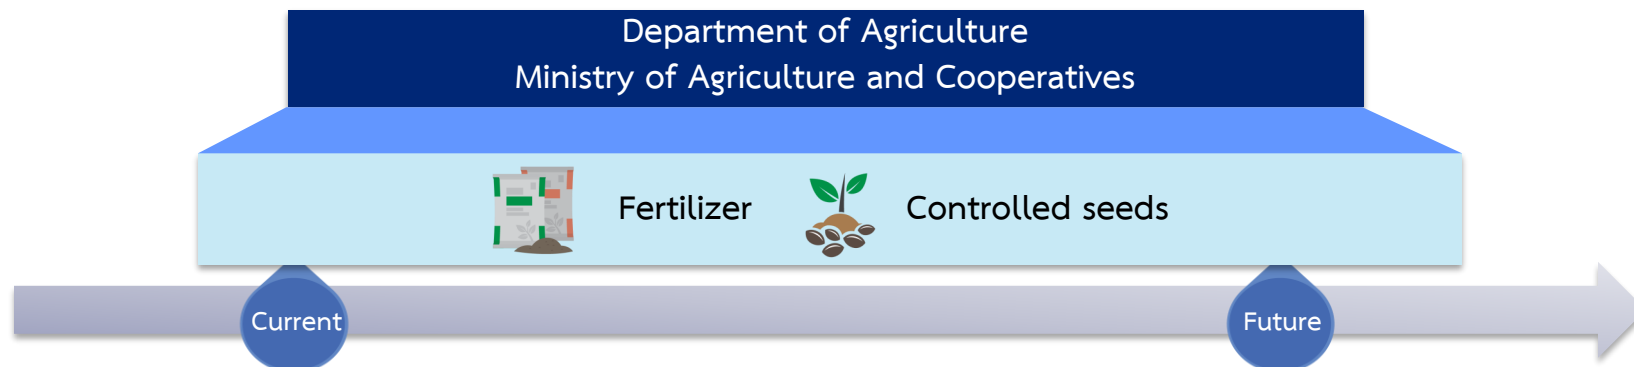 Department of Agriculture
Ministry of Agriculture and Cooperatives
Fertilizer
Controlled seeds
Current
Future